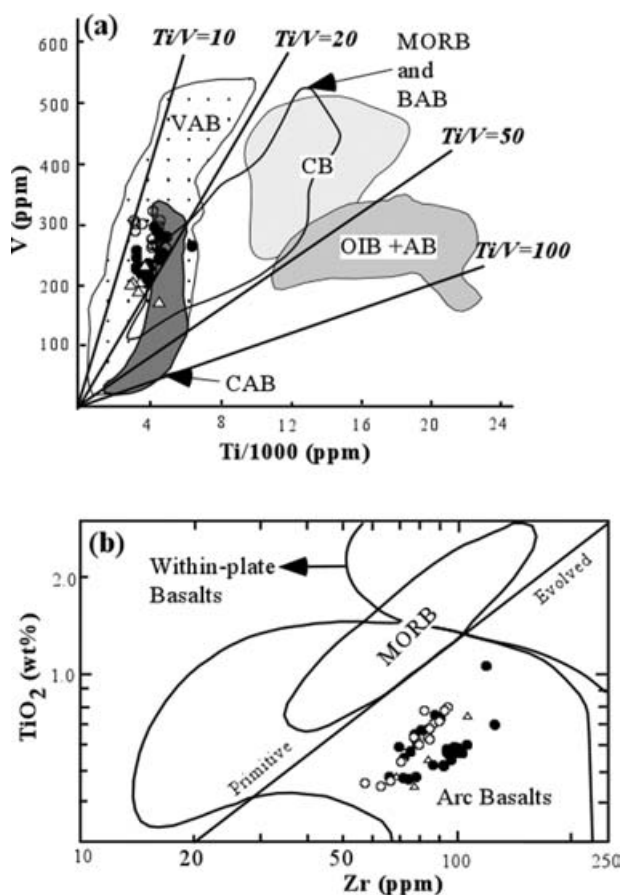 (a)
Ti/V=10
Ti/V=20
MORB
and
BAB
600
500
400
300
200
100
V (ppm)
VAB
CB
Ti/V=50
OIB +AB
Ti/V=100
CAB
4
8
12
16
20
24
Ti/1000 (ppm)
(b)
Within-plate
Basalts
Evolved
MORB
2.0
1.0
TiO2 (wt%)
Primitive
Arc Basalts
10
20
50
100
250
Zr (ppm)